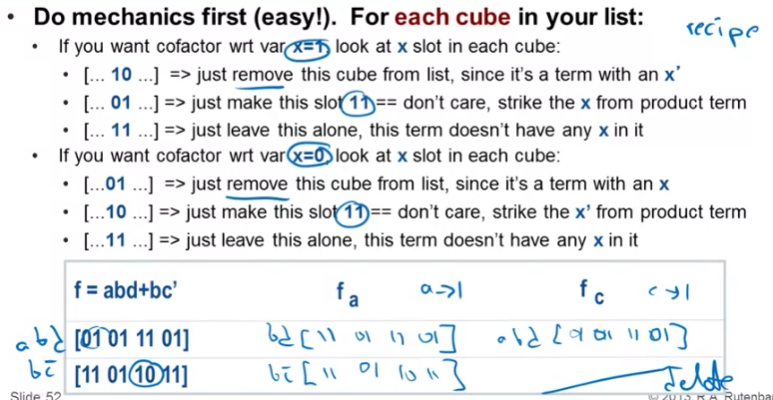 • Do mechanics first (easy!). For each cube in your list:
recipe
• If you want cofactor wrt var x=1, look at x slot in each cube:
• [... 10 ...] => just remove this cube from list, since it's a term with an x'
• [... 01 ...] => just make this slot 11 == don't care, strike the x from product term
• [... 11 ...] => just leave this alone, this term doesn't have any x in it
• If you want cofactor wrt var x=0, look at x slot in each cube:
• [...01 ...] => just remove this cube from list, since it's a term with an x
• [...10 ...] => just make this slot 11 == don't care, strike the x' from product term
• [...11 ...] => just leave this alone, this term doesn't have any x in it
f = abd+bc' fa a→1 fc c→1
abd [01 01 11 01] bd [11 01 11 01] abd [01 01 11 01]
bc̄ [11 01 10 11] bc̄ [11 01 10 11] delete
Slide 52 © 2013, R.A. Rutenbar